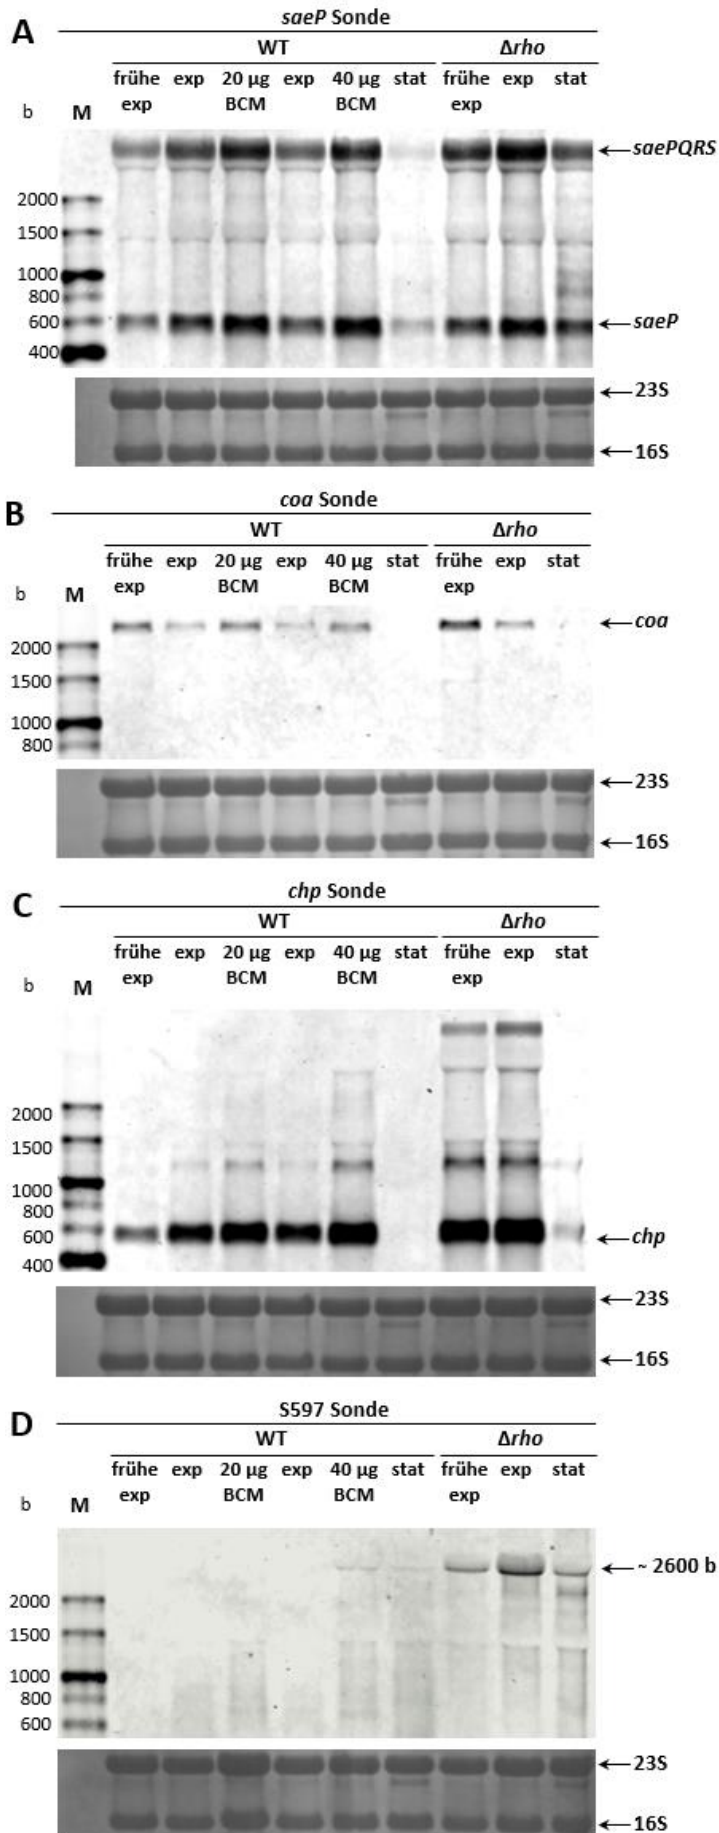 A
saeP Sonde
WT Δrho
frühe exp 20 µg exp 40 µg stat frühe exp stat
b M exp BCM BCM exp
saePQRS
2000
1500
1000
800
600 saeP
400
23S
16S
B
coa Sonde
WT Δrho
frühe exp 20 µg exp 40 µg stat frühe exp stat
b M exp BCM BCM exp
coa
2000
1500
1000
800
23S
16S
C
chp Sonde
WT Δrho
frühe exp 20 µg exp 40 µg stat frühe exp stat
b M exp BCM BCM exp
2000
1500
1000
800
600 chp
400
23S
16S
D
S597 Sonde
WT Δrho
frühe exp 20 µg exp 40 µg stat frühe exp stat
b M exp BCM BCM exp
~ 2600 b
2000
1500
1000
800
600
23S
16S